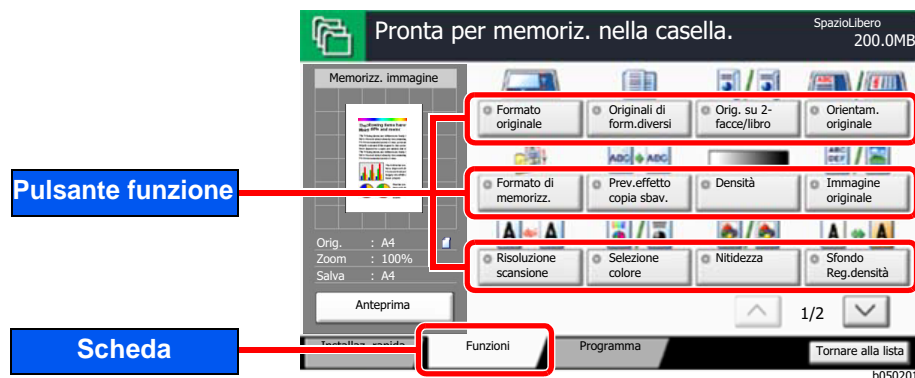 Pronta per memoriz. nella casella.
SpazioLibero
200.0MB
Memorizz. immagine
Formato
originale
Originali di
form.diversi
Orig. su 2-
facce/libro
Orientam.
originale
Pulsante funzione
Formato di
memorizz.
Prev.effetto
copia sbav.
Densità
Immagine
originale
Orig. : A4
Zoom : 100%
Salva : A4
Risoluzione
scansione
Selezione
colore
Nitidezza
Sfondo
Reg.densità
Anteprima
1/2
Scheda
Installaz. rapida
Funzioni
Programma
Tornare alla lista
b050201